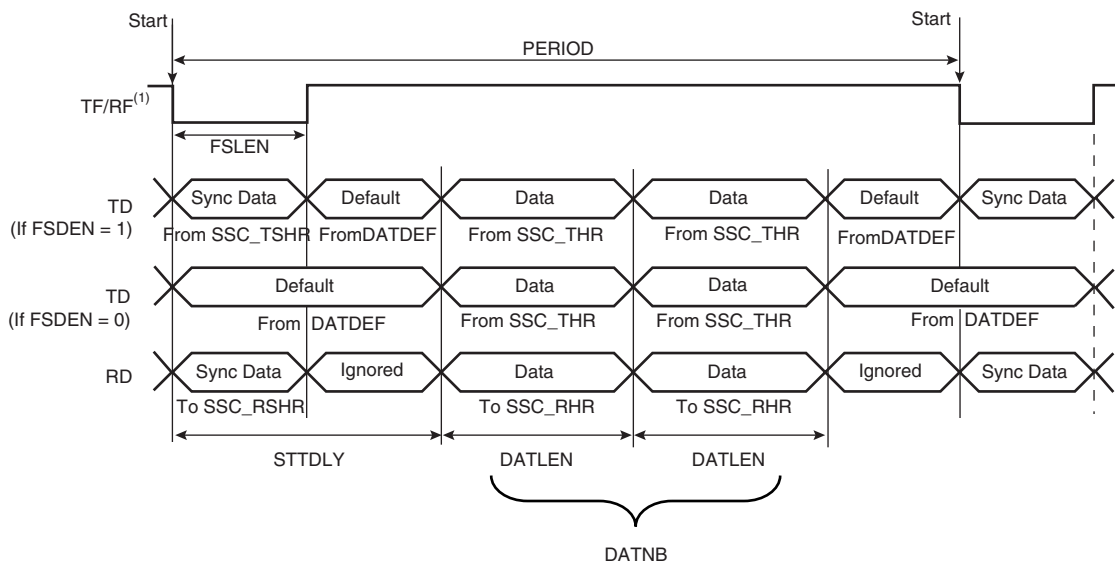 Start Start
PERIOD
TF/RF(1)
FSLEN
TD
(If FSDEN = 1)
Sync Data Default Data Data Default Sync Data
From SSC_TSHR FromDATDEF From SSC_THR From SSC_THR FromDATDEF
TD
(If FSDEN = 0)
Default Data Data Default
From DATDEF From SSC_THR From SSC_THR From DATDEF
RD
Sync Data Ignored Data Data Ignored Sync Data
To SSC_RSHR To SSC_RHR To SSC_RHR
STTDLY DATLEN DATLEN
DATNB